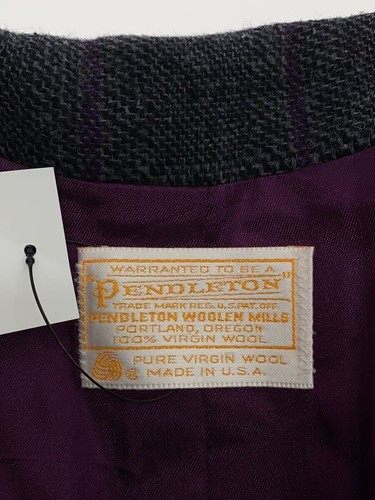 WARRANTED TO BE A
"PENDLETON"
TRADE MARK REG. U.S. PAT. OFF.
PENDLETON WOOLEN MILLS
PORTLAND, OREGON
100% VIRGIN WOOL
PURE VIRGIN WOOL
® MADE IN U.S.A.